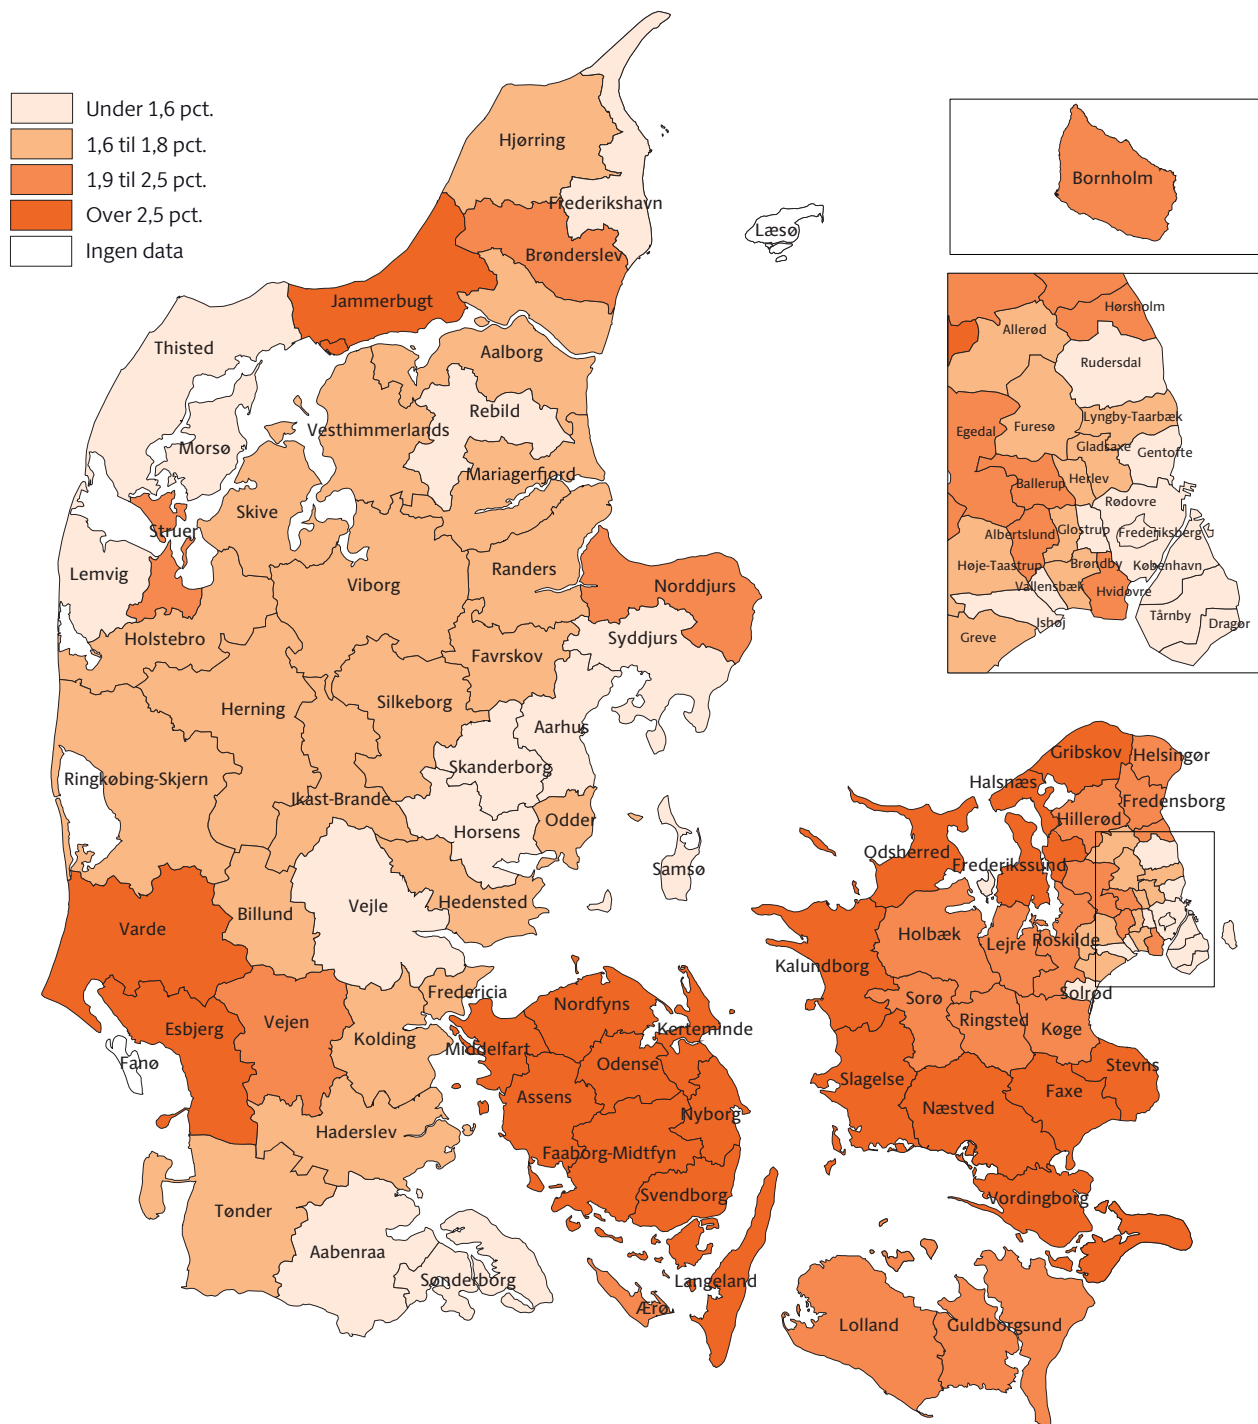 Under 1,6 pct.
1,6 til 1,8 pct.
1,9 til 2,5 pct.
Over 2,5 pct.
Ingen data
Hjørring
Frederikshavn
Læsø
Brønderslev
Jammerbugt
Thisted
Aalborg
Rebild
Vesthimmerlands
Morsø
Mariagerfjord
Skive
Struer
Lemvig
Viborg
Randers
Norddjurs
Holstebro
Syddjurs
Favrskov
Silkeborg
Herning
Aarhus
Skanderborg
Ringkøbing-Skjern
Ikast-Brande
Horsens
Odder
Samsø
Hedensted
Vejle
Billund
Varde
Fredericia
Esbjerg
Vejen
Kolding
Fanø
Haderslev
Tønder
Aabenraa
Sønderborg
Nordfyns
Kerteminde
Middelfart
Odense
Assens
Nyborg
Faaborg-Midtfyn
Svendborg
Langeland
Ærø
Bornholm
Hørsholm
Allerød
Rudersdal
Lyngby-Taarbæk
Egedal
Furesø
Gladsaxe
Gentofte
Ballerup
Herlev
Rødovre
Albertslund
Glostrup
Frederiksberg
Høje-Taastrup
Brøndby
København
Vallensbæk
Hvidovre
Ishøj
Tårnby
Dragør
Greve
Gribskov
Helsingør
Halsnæs
Fredensborg
Hillerød
Odsherred
Frederikssund
Holbæk
Lejre
Roskilde
Kalundborg
Solrød
Sorø
Ringsted
Køge
Stevns
Slagelse
Faxe
Næstved
Vordingborg
Lolland
Guldborgsund